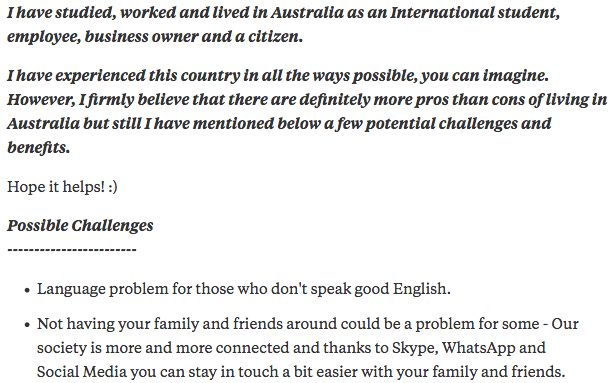 I have studied, worked and lived in Australia as an International student,
employee, business owner and a citizen.
I have experienced this country in all the ways possible, you can imagine.
However, I firmly believe that there are definitely more pros than cons of living in
Australia but still I have mentioned below a few potential challenges and
benefits.
Hope it helps! :)
Possible Challenges
------------------------
• Language problem for those who don't speak good English.
• Not having your family and friends around could be a problem for some - Our
society is more and more connected and thanks to Skype, WhatsApp and
Social Media you can stay in touch a bit easier with your family and friends.